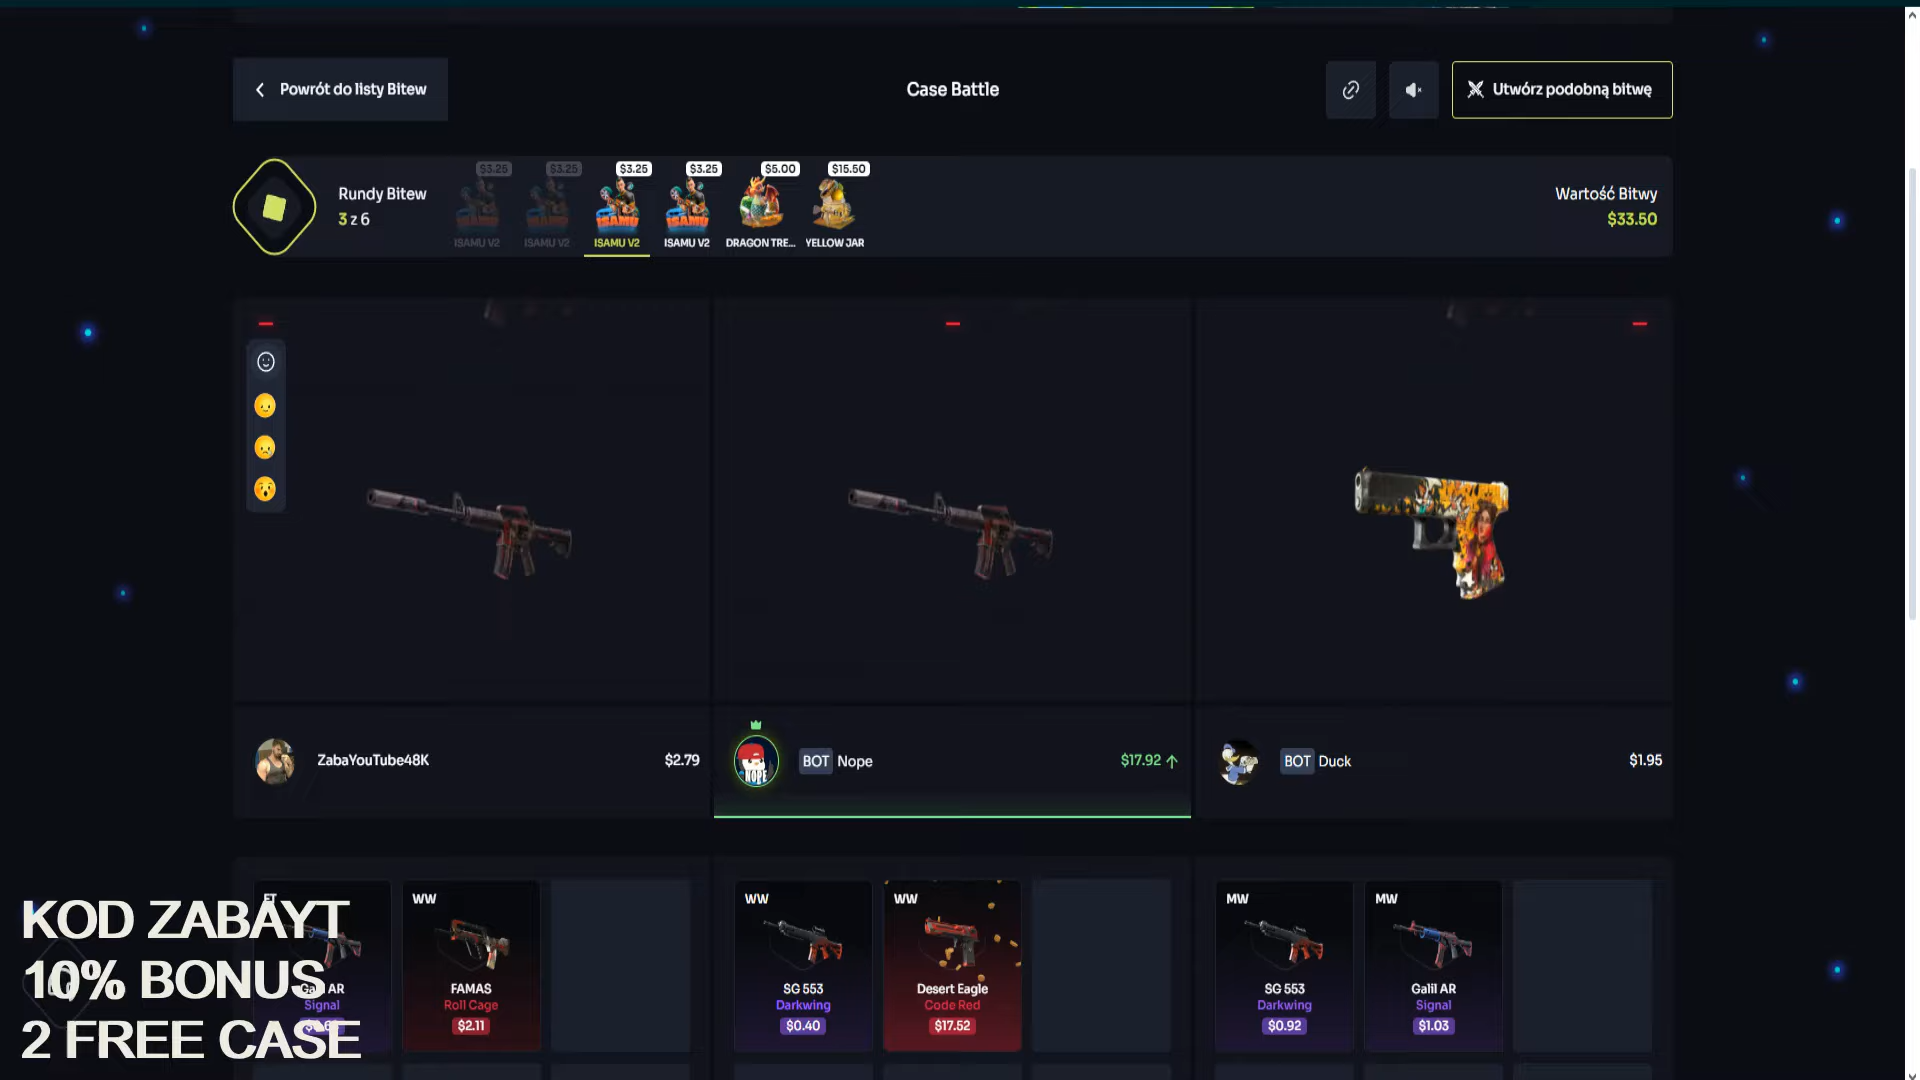 Powrót do listy Bitew
Case Battle
Utwórz podobną bitwę
Rundy Bitew
3 z 6
$3.25
ISAMU V2
$3.25
ISAMU V2
$3.25
ISAMU V2
$3.25
ISAMU V2
$5.00
DRAGON TRE...
$15.50
YELLOW JAR
Wartość Bitwy
$33.50
ZabaYouTube48K
$2.79
NOPE
BOT Nope
$17.92
BOT Duck
$1.95
FT
Galil AR
Signal
WW
FAMAS
Roll Cage
$2.11
WW
SG 553
Darkwing
$0.40
WW
Desert Eagle
Code Red
$17.52
MW
SG 553
Darkwing
$0.92
MW
Galil AR
Signal
$1.03
KOD ZABAYT
10% BONUS
2 FREE CASE